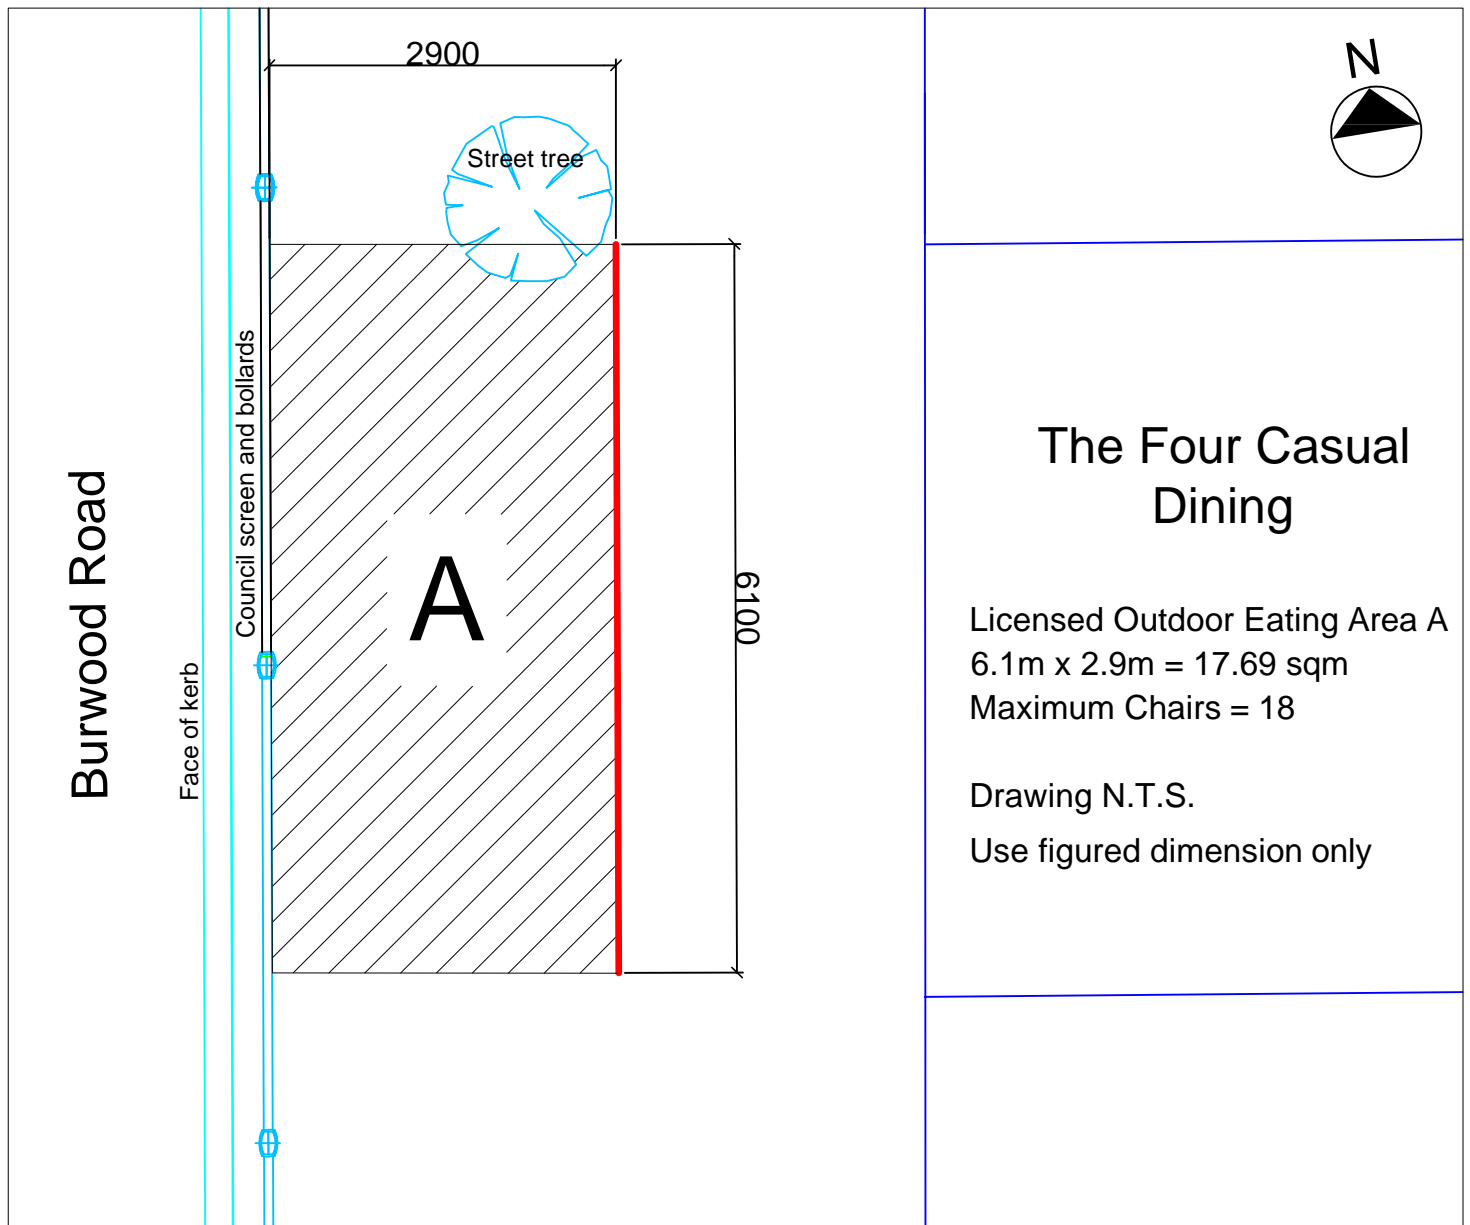 2900
N
Street tree
Council screen and bollards
Burwood Road
Face of kerb
A
6100
The Four Casual
Dining
Licensed Outdoor Eating Area A
6.1m x 2.9m = 17.69 sqm
Maximum Chairs = 18
Drawing N.T.S.
Use figured dimension only